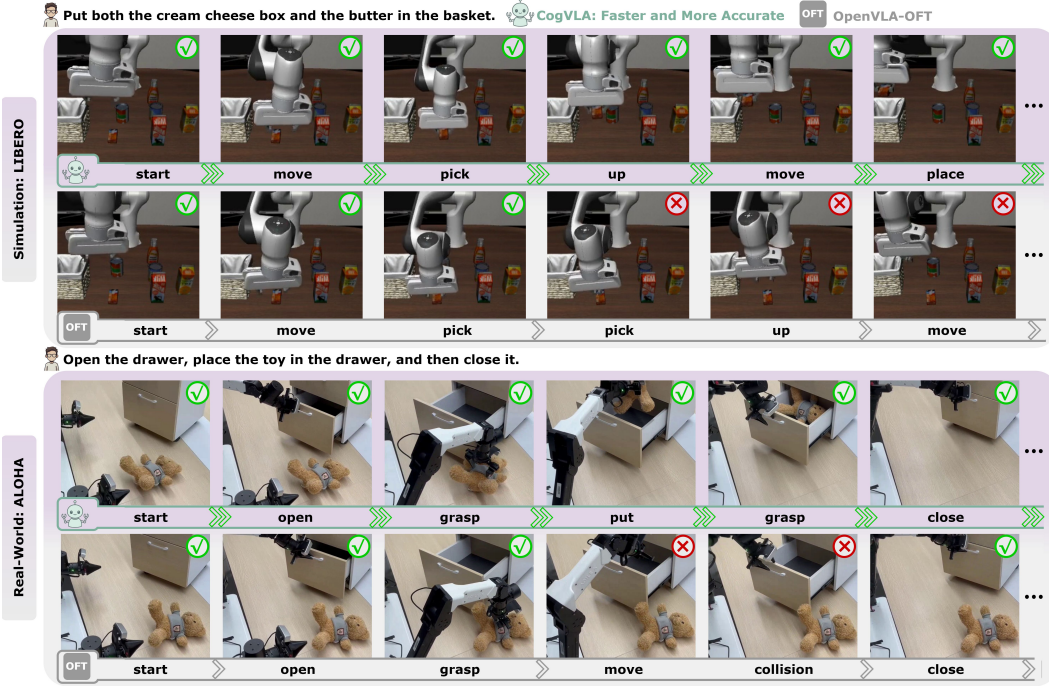 Put both the cream cheese box and the butter in the basket. CogVLA: Faster and More Accurate OFT OpenVLA-OFT
Simulation: LIBERO
start move pick up move place ...
OFT start move pick pick up move ...
Open the drawer, place the toy in the drawer, and then close it.
Real-World: ALOHA
start open grasp put grasp close ...
OFT start open grasp move collision close ...